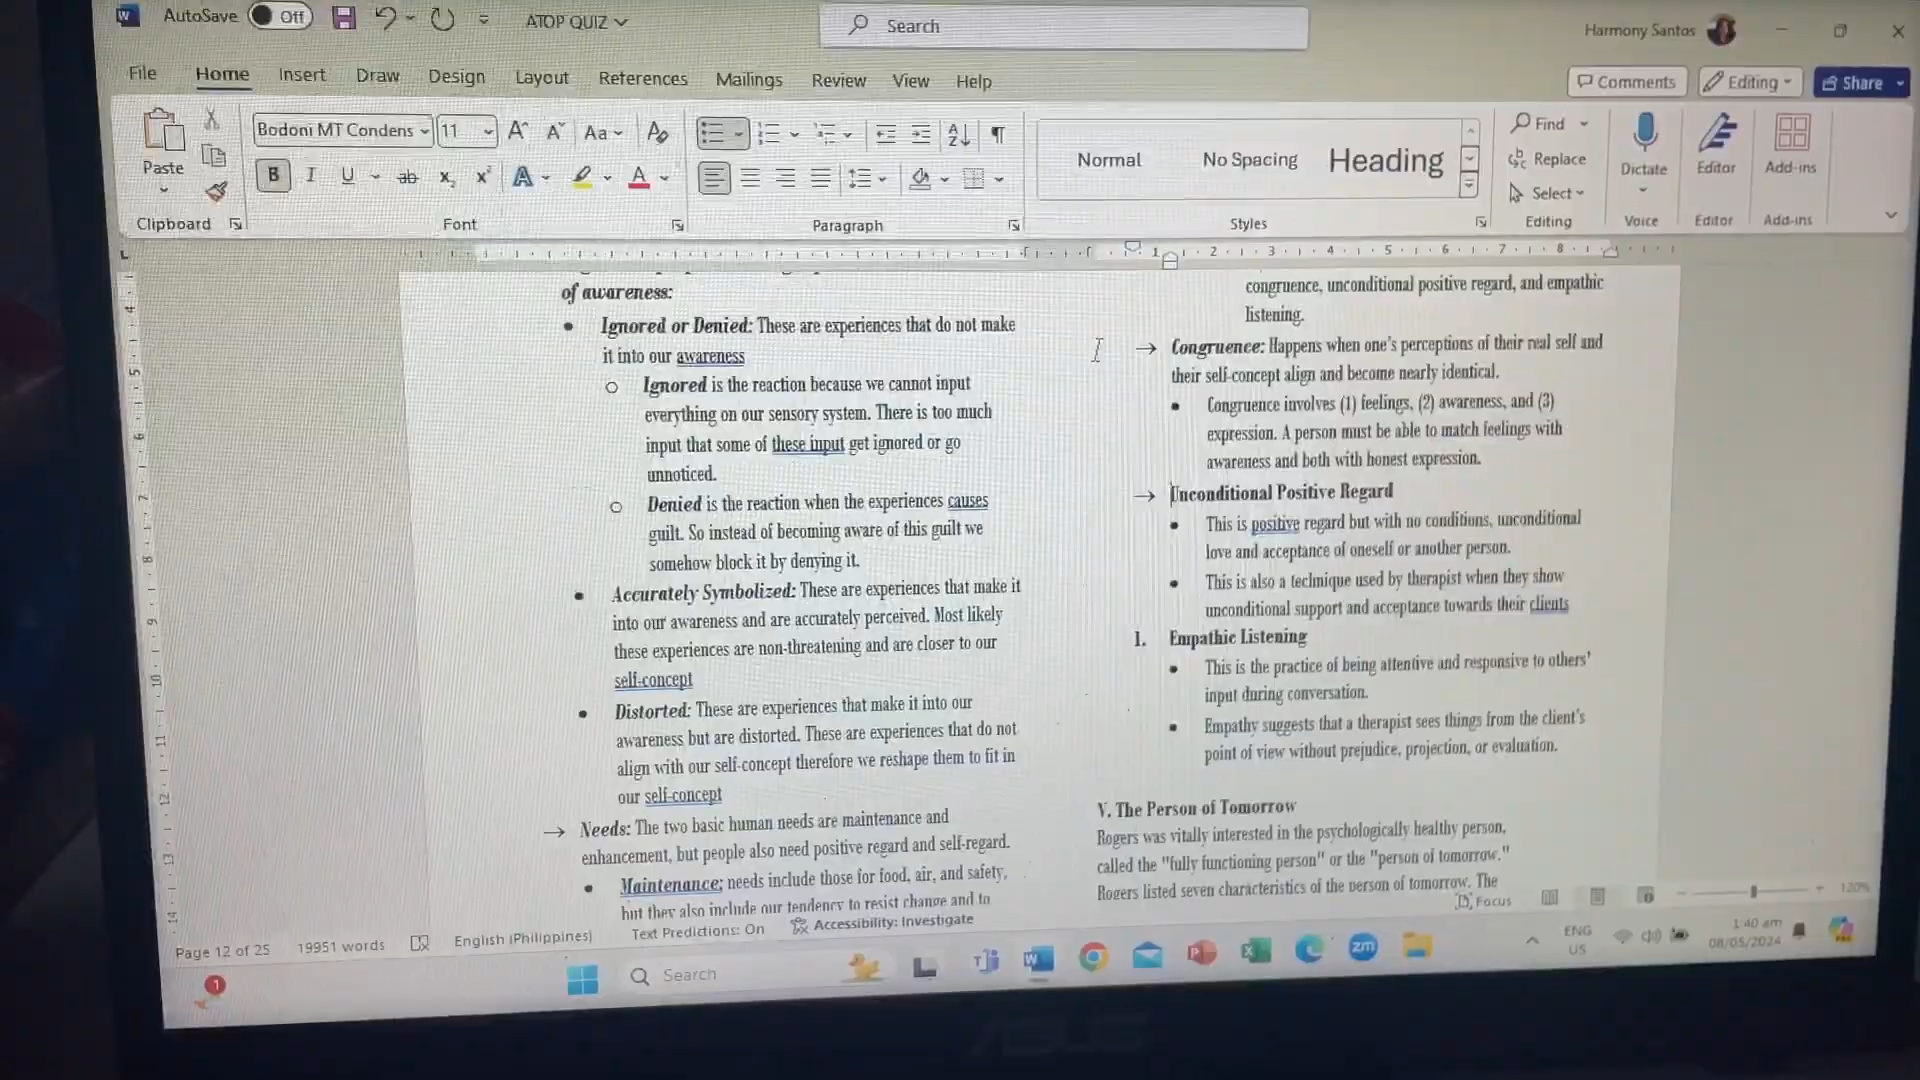 AutoSave Off ATOP QUIZ Search Harmony Santos
File Home Insert Draw Design Layout References Mailings Review View Help Comments Editing Share
Paste Bodoni MT Condens 11 Aa Normal No Spacing Heading Find Replace Select Dictate Editor Add-ins
Clipboard Font Paragraph Styles Editing Voice Editor Add-ins
of awareness:
• Ignored or Denied: These are experiences that do not make
it into our awareness
o Ignored is the reaction because we cannot input
everything on our sensory system. There is too much
input that some of these input get ignored or go
unnoticed.
o Denied is the reaction when the experiences causes
guilt. So instead of becoming aware of this guilt we
somehow block it by denying it.
• Accurately Symbolized: These are experiences that make it
into our awareness and are accurately perceived. Most likely
these experiences are non-threatening and are closer to our
self-concept
• Distorted: These are experiences that make it into our
awareness but are distorted. These are experiences that do not
align with our self-concept therefore we reshape them to fit in
our self-concept
→ Needs: The two basic human needs are maintenance and
enhancement, but people also need positive regard and self-regard.
• Maintenance; needs include those for food, air, and safety,
but they also include our tendency to resist change and to
congruence, unconditional positive regard, and empathic
listening.
→ Congruence: Happens when one's perceptions of their real self and
their self-concept align and become nearly identical.
• Congruence involves (1) feelings, (2) awareness, and (3)
expression. A person must be able to match feelings with
awareness and both with honest expression.
→ Unconditional Positive Regard
• This is positive regard but with no conditions, unconditional
love and acceptance of oneself or another person.
• This is also a technique used by therapist when they show
unconditional support and acceptance towards their clients
1. Empathic Listening
• This is the practice of being attentive and responsive to others'
input during conversation.
• Empathy suggests that a therapist sees things from the client's
point of view without prejudice, projection, or evaluation.
V. The Person of Tomorrow
Rogers was vitally interested in the psychologically healthy person,
called the "fully functioning person" or the "person of tomorrow."
Rogers listed seven characteristics of the person of tomorrow. The
Page 12 of 25 19951 words English (Philippines) Text Predictions: On Accessibility: Investigate Focus 120%
1 Search zm ENG US 1:40 am 08/05/2024
ASUS